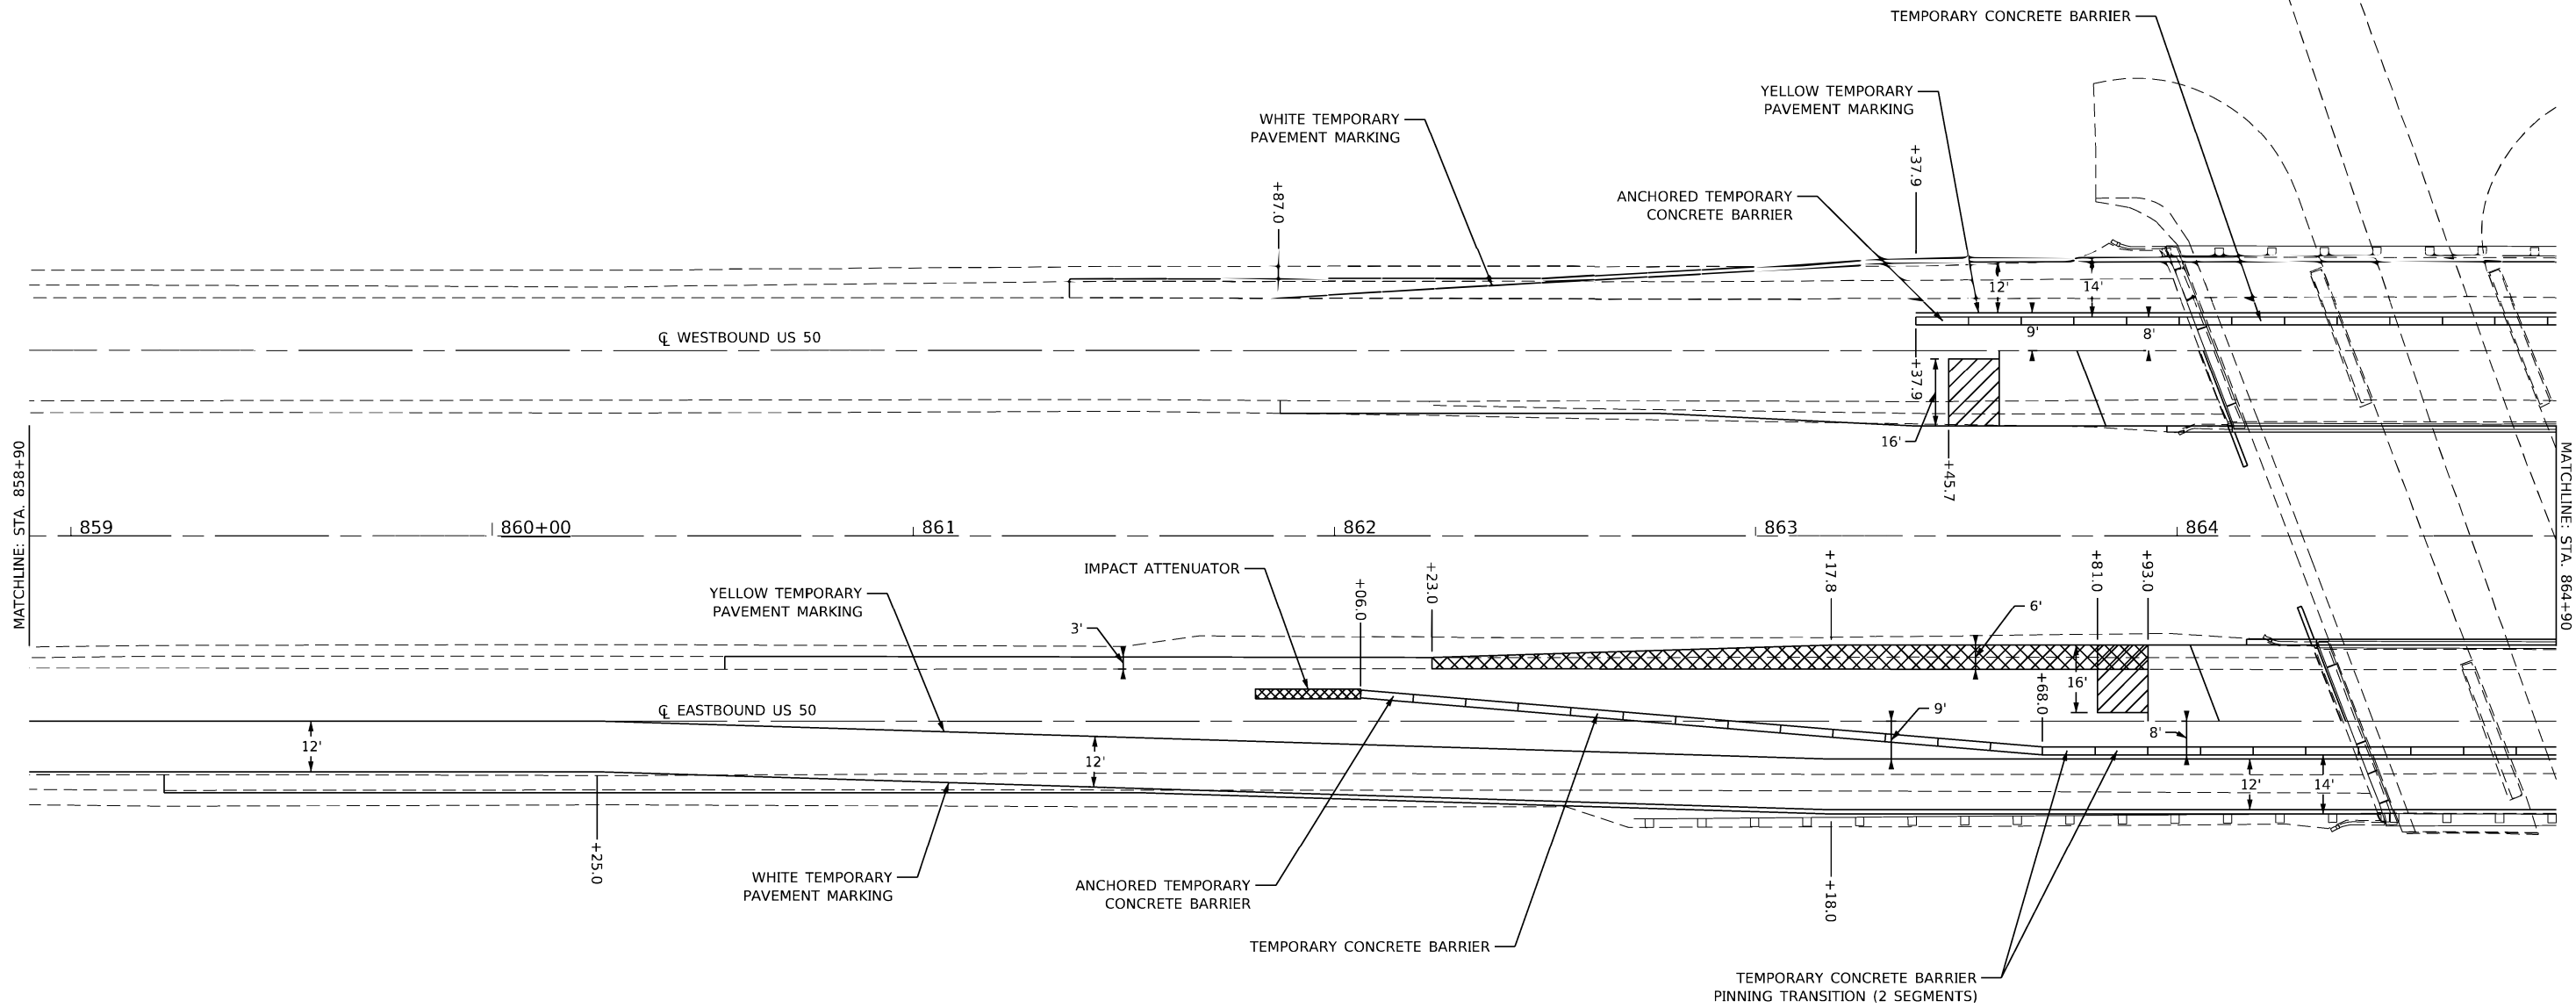 TEMPORARY CONCRETE BARRIER
YELLOW TEMPORARY
PAVEMENT MARKING
WHITE TEMPORARY
PAVEMENT MARKING
+37.9
+87.0
ANCHORED TEMPORARY
CONCRETE BARRIER
12'
14'
9'
8'
℄ WESTBOUND US 50
+37.9
16'
+45.7
MATCHLINE: STA. 858+90
MATCHLINE: STA. 864+90
859
860+00
861
862
863
864
IMPACT ATTENUATOR
+06.0
+23.0
+17.8
+81.0
+93.0
YELLOW TEMPORARY
PAVEMENT MARKING
3'
6'
16'
+68.0
℄ EASTBOUND US 50
9'
8'
12'
12'
12'
14'
+25.0
+18.0
WHITE TEMPORARY
PAVEMENT MARKING
ANCHORED TEMPORARY
CONCRETE BARRIER
TEMPORARY CONCRETE BARRIER
TEMPORARY CONCRETE BARRIER
PINNING TRANSITION (2 SEGMENTS)